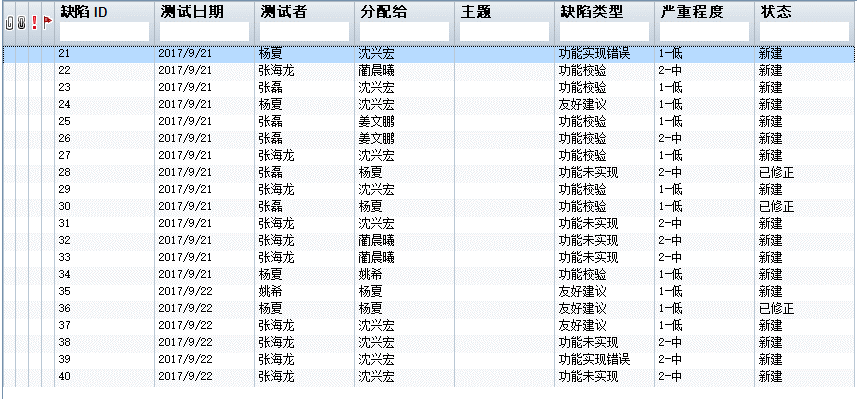 缺陷 ID 测试日期 测试者 分配给 主题 缺陷类型 严重程度 状态
21 2017/9/21 杨夏 沈兴宏 功能实现错误 1-低 新建
22 2017/9/21 张海龙 蔺晨曦 功能校验 2-中 新建
23 2017/9/21 张磊 沈兴宏 功能校验 1-低 新建
24 2017/9/21 杨夏 沈兴宏 友好建议 1-低 新建
25 2017/9/21 张磊 姜文鹏 功能校验 1-低 新建
26 2017/9/21 张磊 姜文鹏 功能校验 2-中 新建
27 2017/9/21 张海龙 沈兴宏 功能校验 1-低 新建
28 2017/9/21 张磊 杨夏 功能未实现 2-中 已修正
29 2017/9/21 张海龙 沈兴宏 功能校验 1-低 新建
30 2017/9/21 张磊 杨夏 功能校验 1-低 已修正
31 2017/9/21 张海龙 沈兴宏 功能未实现 2-中 新建
32 2017/9/21 张海龙 蔺晨曦 功能未实现 2-中 新建
33 2017/9/21 张海龙 蔺晨曦 功能未实现 2-中 新建
34 2017/9/21 杨夏 姚希 功能校验 1-低 新建
35 2017/9/22 姚希 杨夏 友好建议 1-低 新建
36 2017/9/22 杨夏 杨夏 友好建议 1-低 已修正
37 2017/9/22 张海龙 沈兴宏 友好建议 1-低 新建
38 2017/9/22 张海龙 沈兴宏 功能未实现 2-中 新建
39 2017/9/22 张海龙 沈兴宏 功能实现错误 2-中 新建
40 2017/9/22 张海龙 沈兴宏 功能未实现 2-中 新建